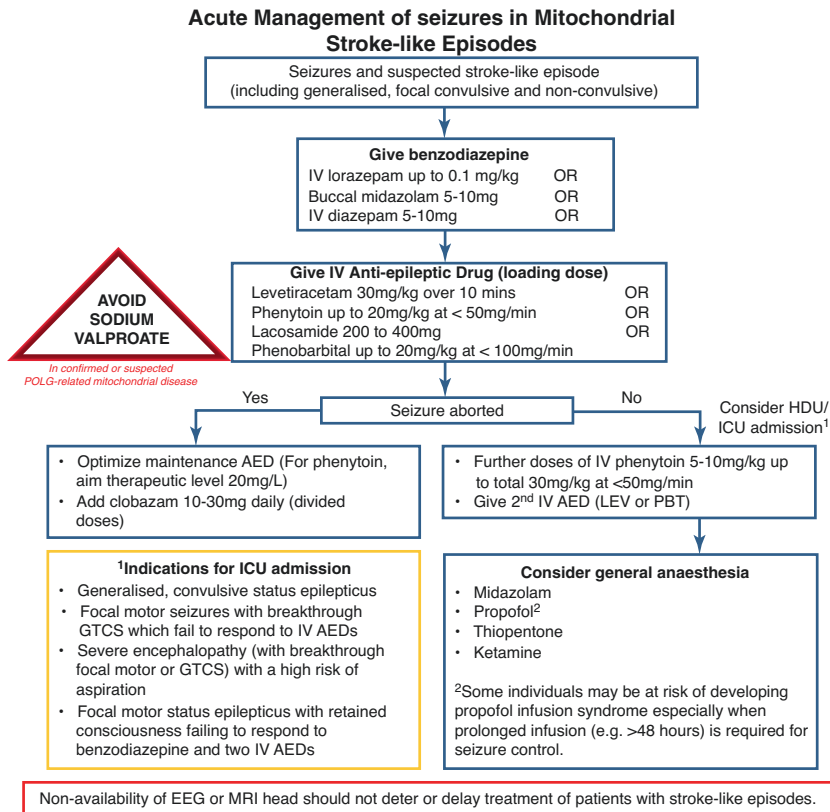 Acute Management of seizures in Mitochondrial
Stroke-like Episodes
Seizures and suspected stroke-like episode
(including generalised, focal convulsive and non-convulsive)
Give benzodiazepine
IV lorazepam up to 0.1 mg/kg OR
Buccal midazolam 5-10mg OR
IV diazepam 5-10mg OR
AVOID
SODIUM
VALPROATE
In confirmed or suspected
POLG-related mitochondrial disease
Give IV Anti-epileptic Drug (loading dose)
Levetiracetam 30mg/kg over 10 mins OR
Phenytoin up to 20mg/kg at < 50mg/min OR
Lacosamide 200 to 400mg OR
Phenobarbital up to 20mg/kg at < 100mg/min
Yes
Seizure aborted
No
Consider HDU/
ICU admission¹
• Optimize maintenance AED (For phenytoin,
aim therapeutic level 20mg/L)
• Add clobazam 10-30mg daily (divided
doses)
• Further doses of IV phenytoin 5-10mg/kg up
to total 30mg/kg at <50mg/min
• Give 2nd IV AED (LEV or PBT)
¹Indications for ICU admission
• Generalised, convulsive status epilepticus
• Focal motor seizures with breakthrough
GTCS which fail to respond to IV AEDs
• Severe encephalopathy (with breakthrough
focal motor or GTCS) with a high risk of
aspiration
• Focal motor status epilepticus with retained
consciousness failing to respond to
benzodiazepine and two IV AEDs
Consider general anaesthesia
• Midazolam
• Propofol²
• Thiopentone
• Ketamine
²Some individuals may be at risk of developing
propofol infusion syndrome especially when
prolonged infusion (e.g. >48 hours) is required for
seizure control.
Non-availability of EEG or MRI head should not deter or delay treatment of patients with stroke-like episodes.